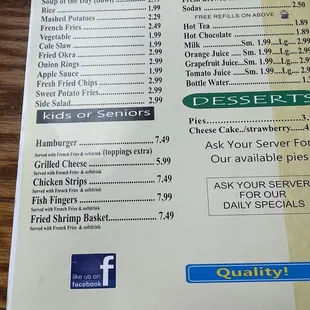 Soup of the Day (bowl)
Rice 1.99
Mashed Potatoes 2.29
French Fries 2.49
Vegetable 1.99
Cole Slaw 1.99
Fried Okra 2.99
Onion Rings 2.99
Apple Sauce 1.99
Fresh Fried Chips 2.99
Sweet Potato Fries 2.99
Side Salad 2.99
kids or Seniors
Hamburger 7.49
Served with French Fries & softdrink (toppings extra)
Grilled Cheese 5.99
Served with French Fries & softdrink
Chicken Strips 7.49
Served with French Fries & softdrink
Fish Fingers 7.99
Served with French Fries & softdrink
Fried Shrimp Basket 7.49
Served with French Fries & softdrink
like us on
facebook
f
Sodas 2.50
FREE REFILLS ON ABOVE
Hot Tea 1.89
Hot Chocolate 1.89
Milk Sm. 1.99...Lg...2.99
Orange Juice Sm. 1.99...Lg...2.99
Grapefruit Juice Sm. 1.99...Lg...2.99
Tomato Juice Sm. 1.99...Lg...2.99
Bottle Water
DESSERTS
Pies
Cheese Cake../strawberry
Ask Your Server For
Our available pies
ASK YOUR SERVER
FOR OUR
DAILY SPECIALS
Quality!